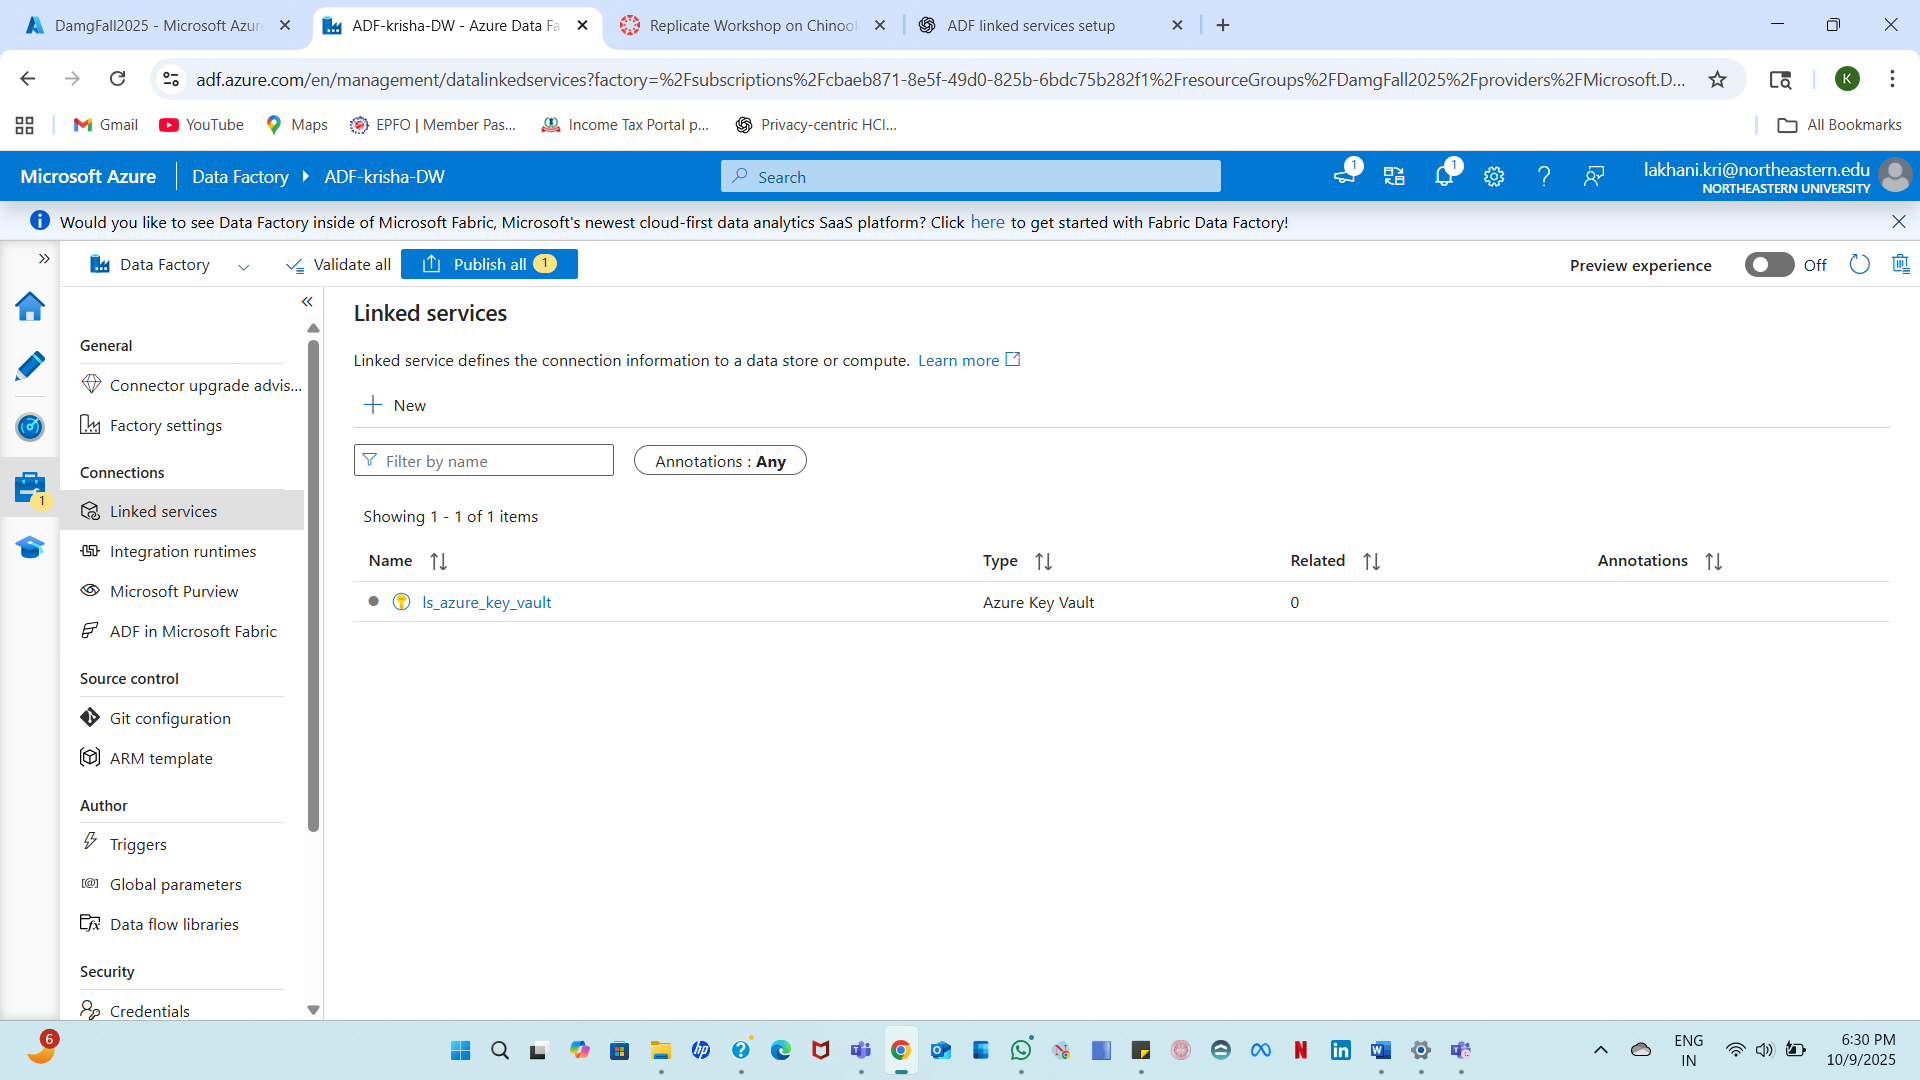 DamgFall2025 - Microsoft Azur
ADF-krisha-DW - Azure Data Fa
Replicate Workshop on Chinook
ADF linked services setup
adf.azure.com/en/management/datalinkedservices?factory=%2Fsubscriptions%2Fcbaeb871-8e5f-49d0-825b-6bdc75b282f1%2FresourceGroups%2FDamgFall2025%2Fproviders%2FMicrosoft.D...
K
Gmail
YouTube
Maps
EPFO | Member Pas...
Income Tax Portal p...
Privacy-centric HCI...
All Bookmarks
Microsoft Azure
Data Factory
ADF-krisha-DW
Search
1
1
lakhani.kri@northeastern.edu
NORTHEASTERN UNIVERSITY
Would you like to see Data Factory inside of Microsoft Fabric, Microsoft's newest cloud-first data analytics SaaS platform? Click here to get started with Fabric Data Factory!
Data Factory
Validate all
Publish all 1
Preview experience
Off
1
General
Connector upgrade advis...
Factory settings
Connections
Linked services
Integration runtimes
Microsoft Purview
ADF in Microsoft Fabric
Source control
Git configuration
ARM template
Author
Triggers
Global parameters
Data flow libraries
Security
Credentials
Linked services
Linked service defines the connection information to a data store or compute. Learn more
New
Filter by name
Annotations : Any
Showing 1 - 1 of 1 items
Name
Type
Related
Annotations
ls_azure_key_vault
Azure Key Vault
0
6
ENG
IN
6:30 PM
10/9/2025